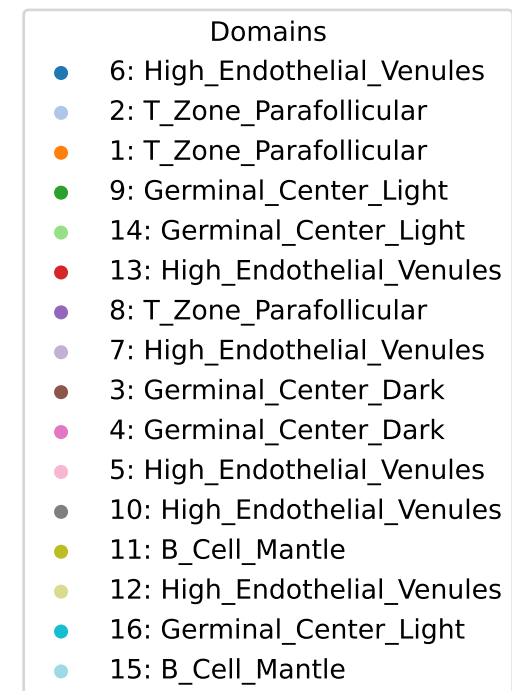 Domains
6: High_Endothelial_Venules
2: T_Zone_Parafollicular
1: T_Zone_Parafollicular
9: Germinal_Center_Light
14: Germinal_Center_Light
13: High_Endothelial_Venules
8: T_Zone_Parafollicular
7: High_Endothelial_Venules
3: Germinal_Center_Dark
4: Germinal_Center_Dark
5: High_Endothelial_Venules
10: High_Endothelial_Venules
11: B_Cell_Mantle
12: High_Endothelial_Venules
16: Germinal_Center_Light
15: B_Cell_Mantle